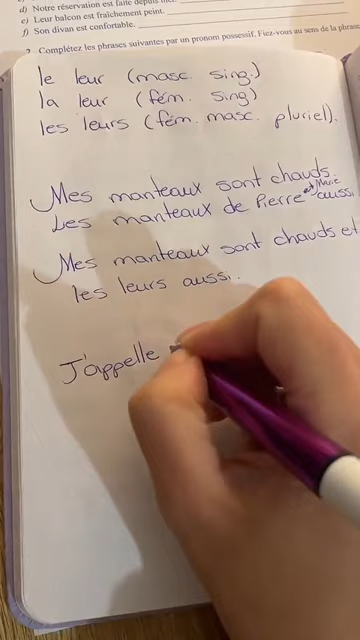 d) Notre réservation est faite depuis hier.
e) Leur balcon est fraîchement peint.
f) Son divan est confortable.
2. Complétez les phrases suivantes par un pronom possessif. Fiez-vous au sens de la phrase
le leur (masc. sing.)
la leur (fém. sing)
les leurs (fém. masc. pluriel).
Mes manteaux sont chauds.
Les manteaux de Pierre et Marie aussi.
Mes manteaux sont chauds et
les leurs aussi.
J'appelle